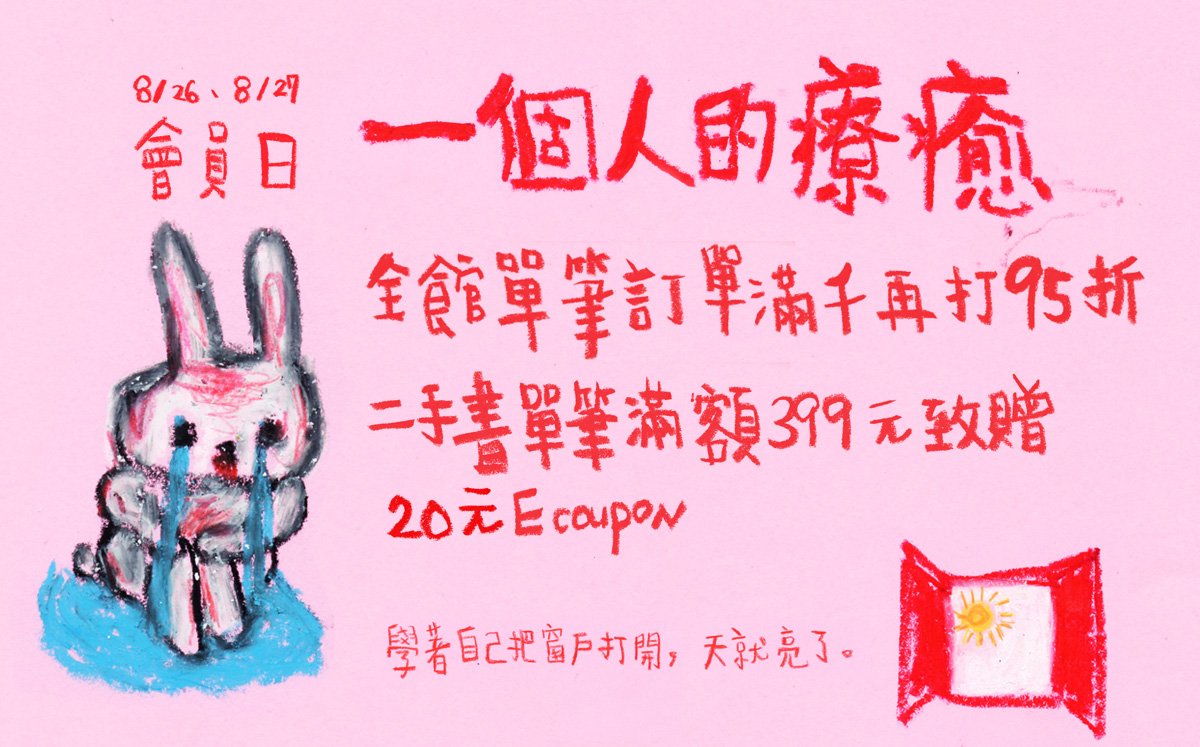 8/26、8/27
會員日
一個人的療癒
全館單筆訂單滿千再打95折
二手書單筆滿額399元致贈
20元Ecoupon
學著自己把窗戶打開，天就亮了。